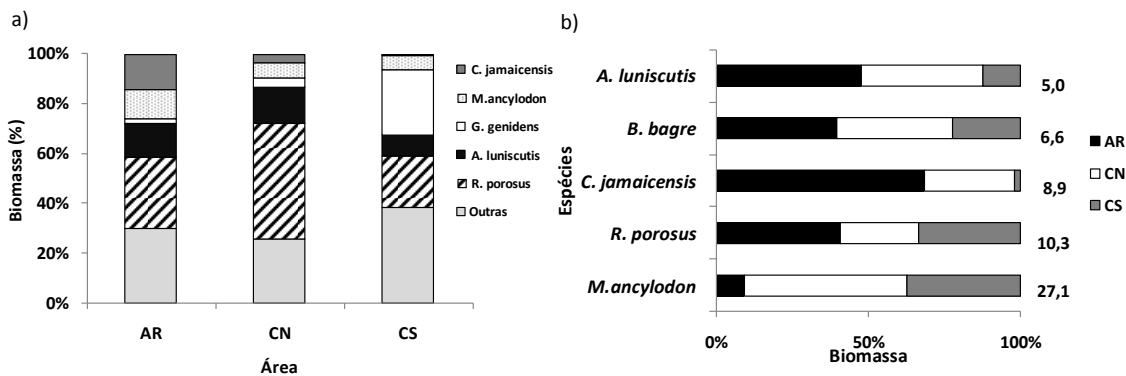 a)
100%
80%
60%
40%
20%
0%
Biomassa (%)
AR
CN
CS
Área
C. jamaicensis
M.ancylodon
G. genidens
A. luniscutis
R. porosus
Outras
b)
Espécies
A. luniscutis
B. bagre
C. jamaicensis
R. porosus
M.ancylodon
5,0
6,6
8,9
10,3
27,1
0%
50%
100%
Biomassa
AR
CN
CS